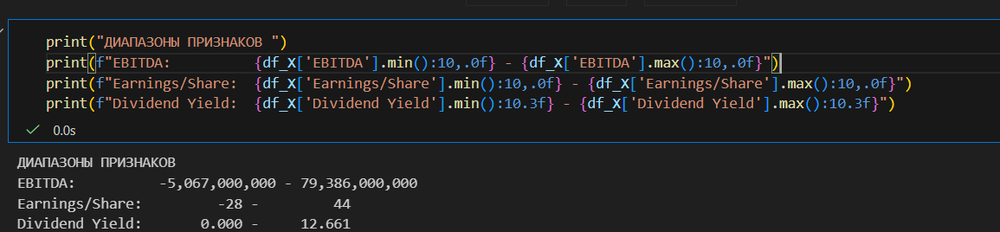 print("ДИАПАЗОНЫ ПРИЗНАКОВ ")
print(f"EBITDA:          {df_X['EBITDA'].min():10,.0f} - {df_X['EBITDA'].max():10,.0f}")
print(f"Earnings/Share:  {df_X['Earnings/Share'].min():10,.0f} - {df_X['Earnings/Share'].max():10,.0f}")
print(f"Dividend Yield:  {df_X['Dividend Yield'].min():10.3f} - {df_X['Dividend Yield'].max():10.3f}")
0.0s
ДИАПАЗОНЫ ПРИЗНАКОВ
EBITDA:          -5,067,000,000 - 79,386,000,000
Earnings/Share:         -28 -         44
Dividend Yield:       0.000 -     12.661